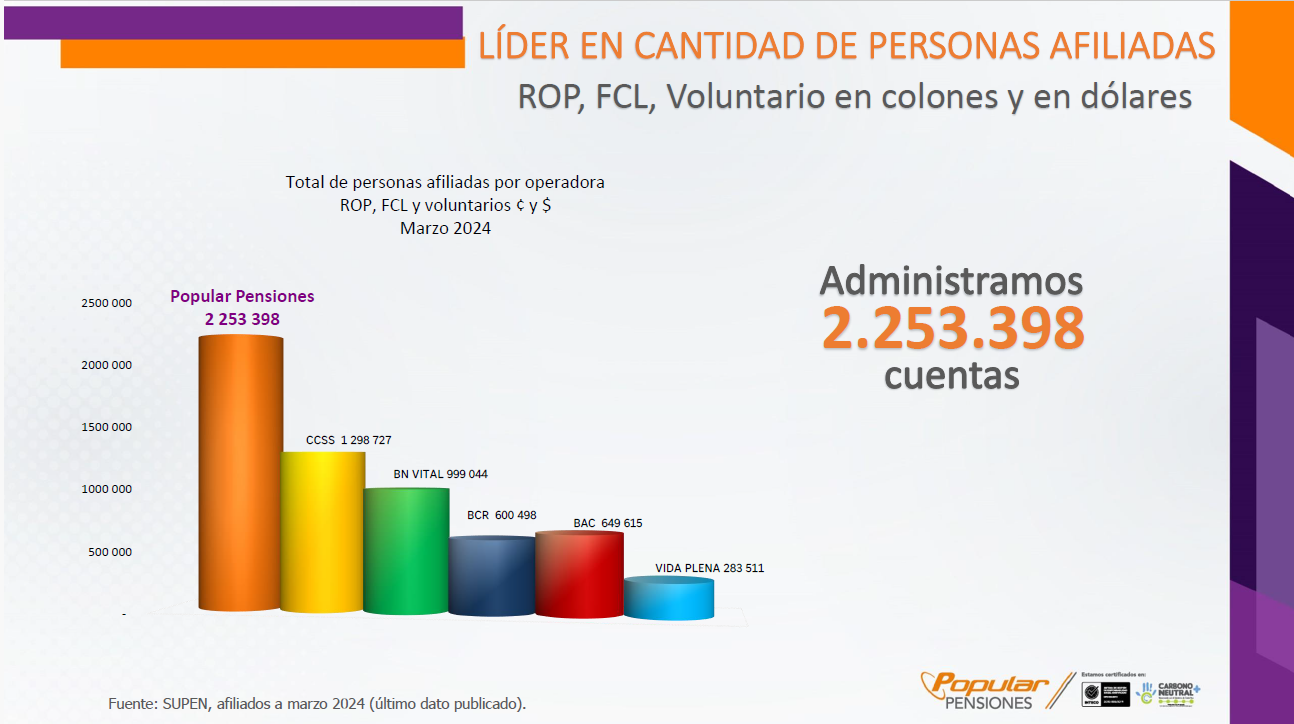 LÍDER EN CANTIDAD DE PERSONAS AFILIADAS
ROP, FCL, Voluntario en colones y en dólares
Total de personas afiliadas por operadora
ROP, FCL y voluntarios ¢ y $
Marzo 2024
2500 000
2000 000
1500 000
1000 000
500 000
-
Popular Pensiones
2 253 398
CCSS 1 298 727
BN VITAL 999 044
BCR 600 498
BAC 649 615
VIDA PLENA 283 511
Administramos
2.253.398
cuentas
Fuente: SUPEN, afiliados a marzo 2024 (último dato publicado).
Popular
PENSIONES
Estamos certificados en:
INTECO
CARBONO
NEUTRAL+